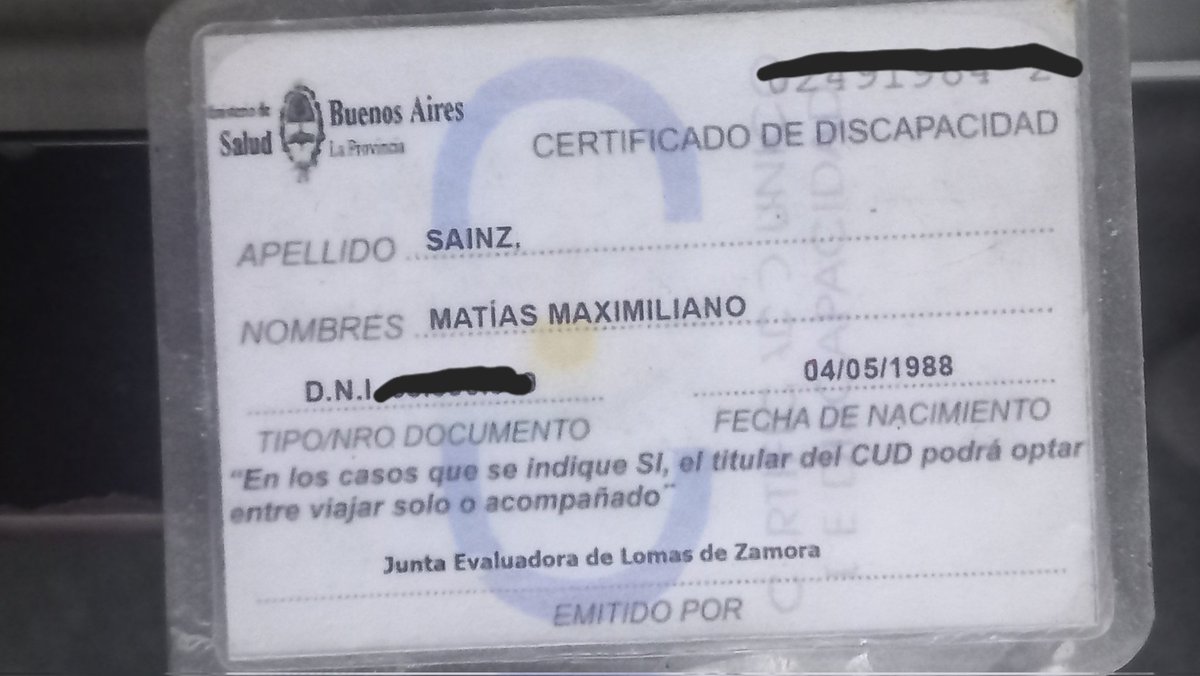 Ministerio de
Salud
Buenos Aires
La Provincia
CERTIFICADO DE DISCAPACIDAD
APELLIDO SAINZ,
NOMBRES MATÍAS MAXIMILIANO
D.N.I
04/05/1988
TIPO/NRO DOCUMENTO
FECHA DE NACIMIENTO
“En los casos que se indique SI, el titular del CUD podrá optar
entre viajar solo o acompañado¨
Junta Evaluadora de Lomas de Zamora
EMITIDO POR